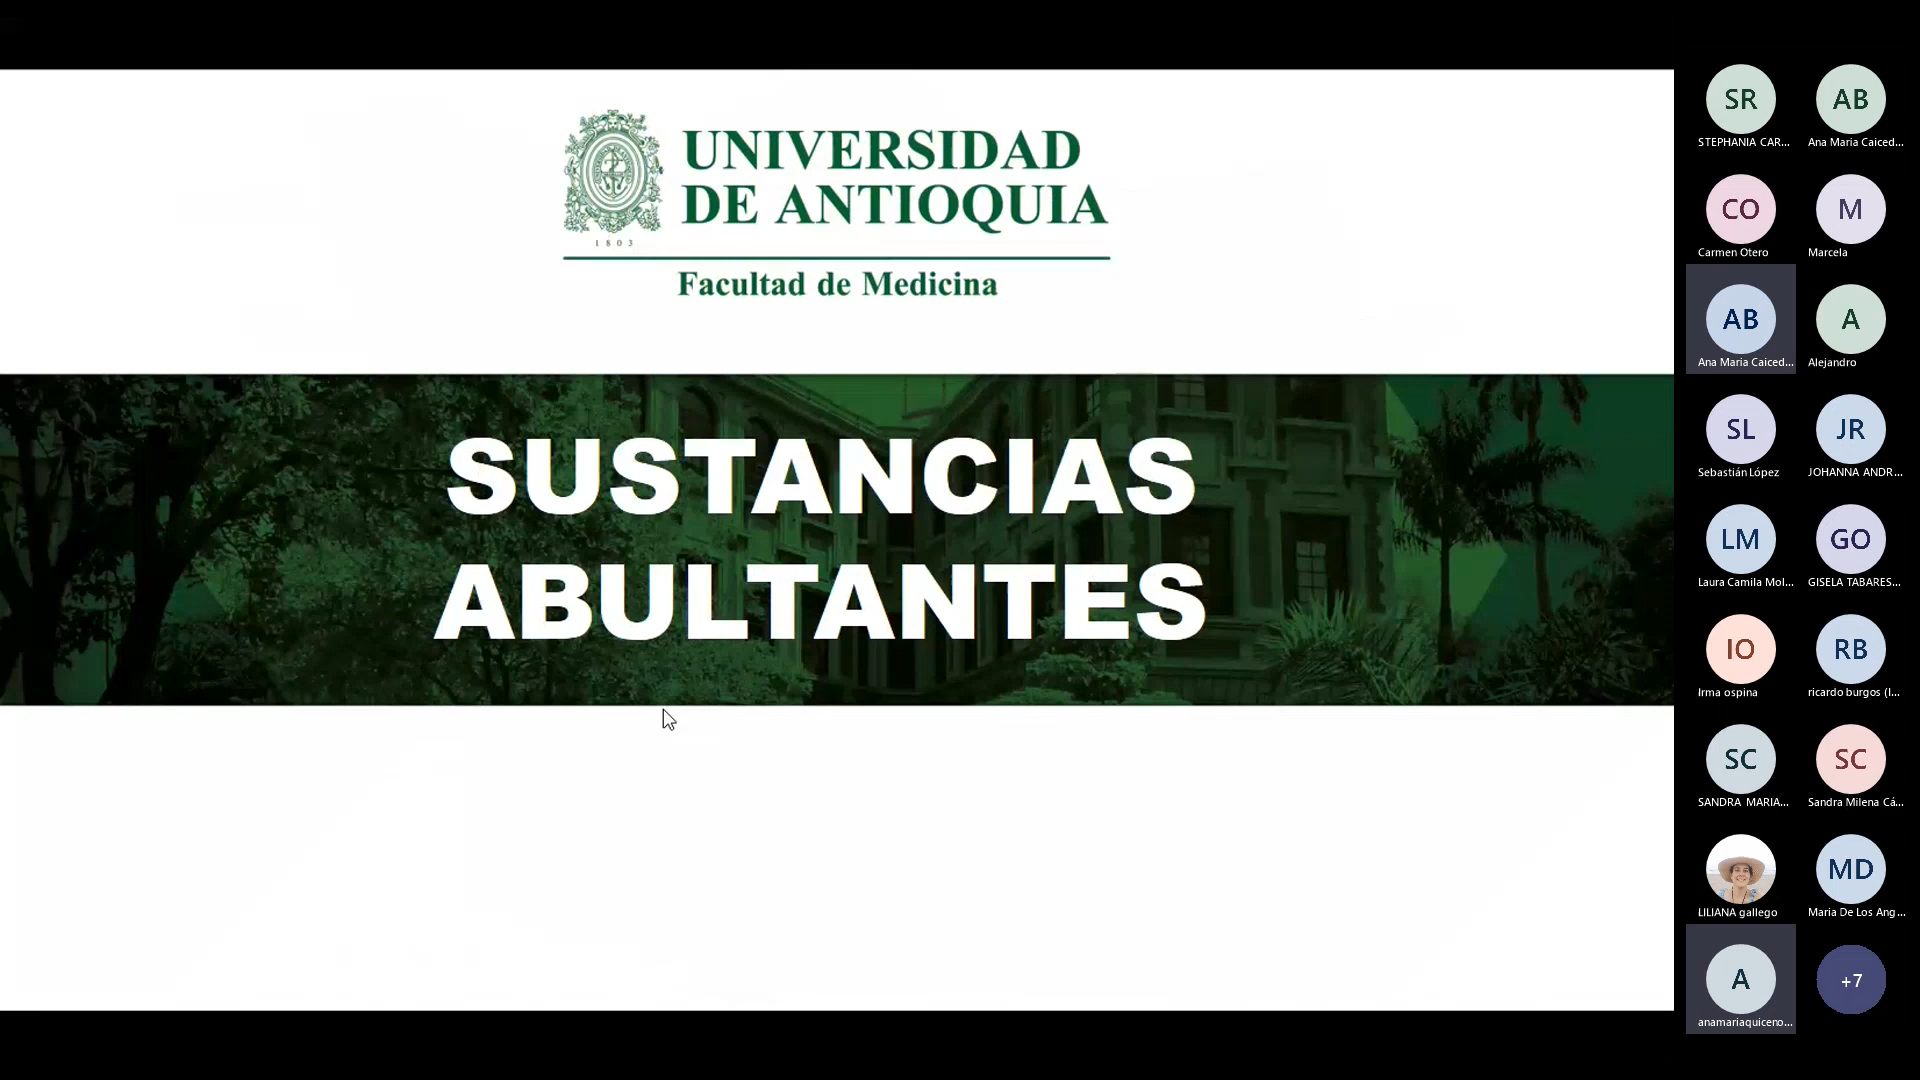 UNIVERSIDAD
DE ANTIOQUIA
1803
Facultad de Medicina
SUSTANCIAS
ABULTANTES
SR
STEPHANIA CAR...
AB
Ana Maria Caiced...
CO
Carmen Otero
M
Marcela
AB
Ana Maria Caiced...
A
Alejandro
SL
Sebastián López
JR
JOHANNA ANDR...
LM
Laura Camila Mol...
GO
GISELA TABARES...
IO
Irma ospina
RB
ricardo burgos (I...
SC
SANDRA MARIA...
SC
Sandra Milena Cá...
LILIANA gallego
MD
Maria De Los Ang...
A
anamariaquiceno...
+7